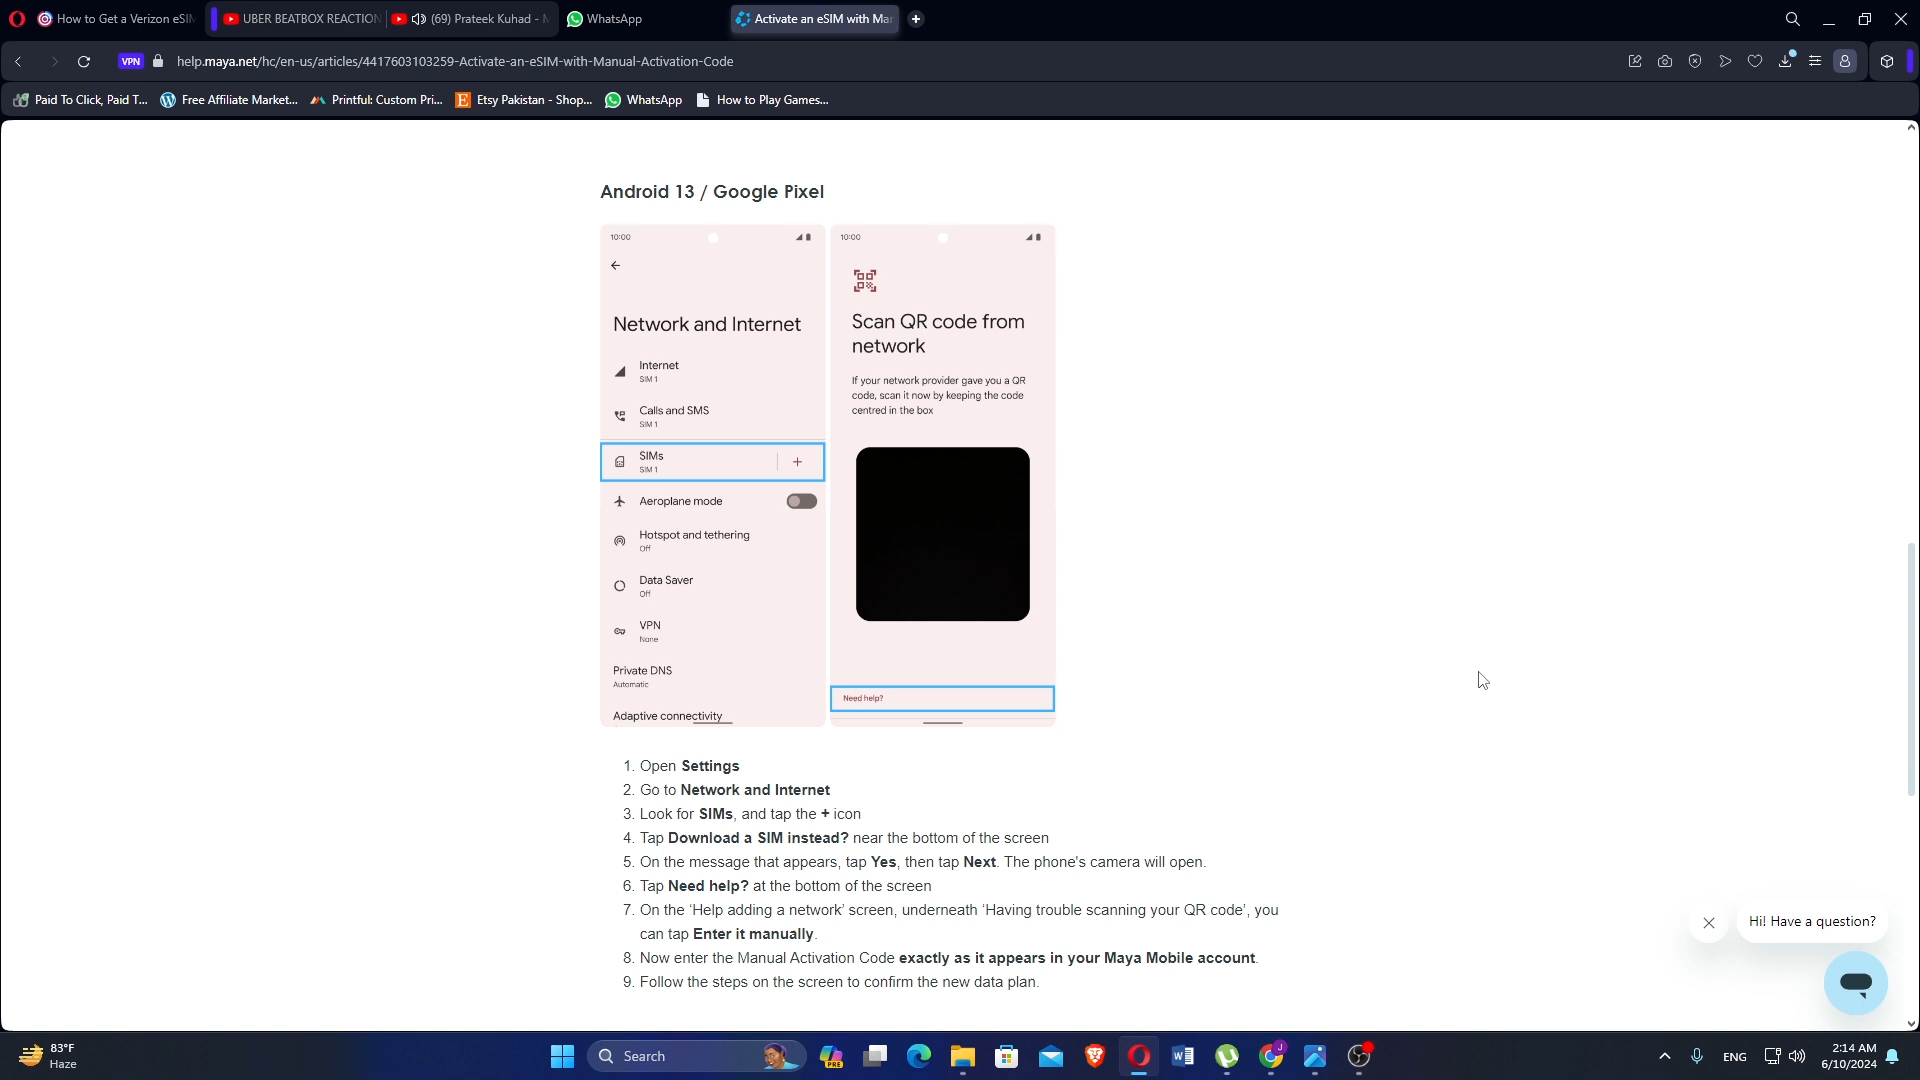 How to Get a Verizon eSIM
UBER BEATBOX REACTION
(69) Prateek Kuhad -
WhatsApp
Activate an eSIM with Mar
VPN
help.maya.net/hc/en-us/articles/4417603103259-Activate-an-eSIM-with-Manual-Activation-Code
Paid To Click, Paid T...
Free Affiliate Market...
Printful: Custom Pri...
Etsy Pakistan - Shop...
WhatsApp
How to Play Games...
Android 13 / Google Pixel
10:00
Network and Internet
Internet
SIM 1
Calls and SMS
SIM 1
SIMs
SIM 1
+
Aeroplane mode
Hotspot and tethering
Off
Data Saver
Off
VPN
None
Private DNS
Automatic
Adaptive connectivity
10:00
Scan QR code from
network
If your network provider gave you a QR
code, scan it now by keeping the code
centred in the box
Need help?
1. Open Settings
2. Go to Network and Internet
3. Look for SIMs, and tap the + icon
4. Tap Download a SIM instead? near the bottom of the screen
5. On the message that appears, tap Yes, then tap Next. The phone's camera will open.
6. Tap Need help? at the bottom of the screen
7. On the ‘Help adding a network’ screen, underneath ‘Having trouble scanning your QR code’, you
can tap Enter it manually.
8. Now enter the Manual Activation Code exactly as it appears in your Maya Mobile account.
9. Follow the steps on the screen to confirm the new data plan.
Hi! Have a question?
83°F
Haze
Search
PRE
J
ENG
2:14 AM
6/10/2024